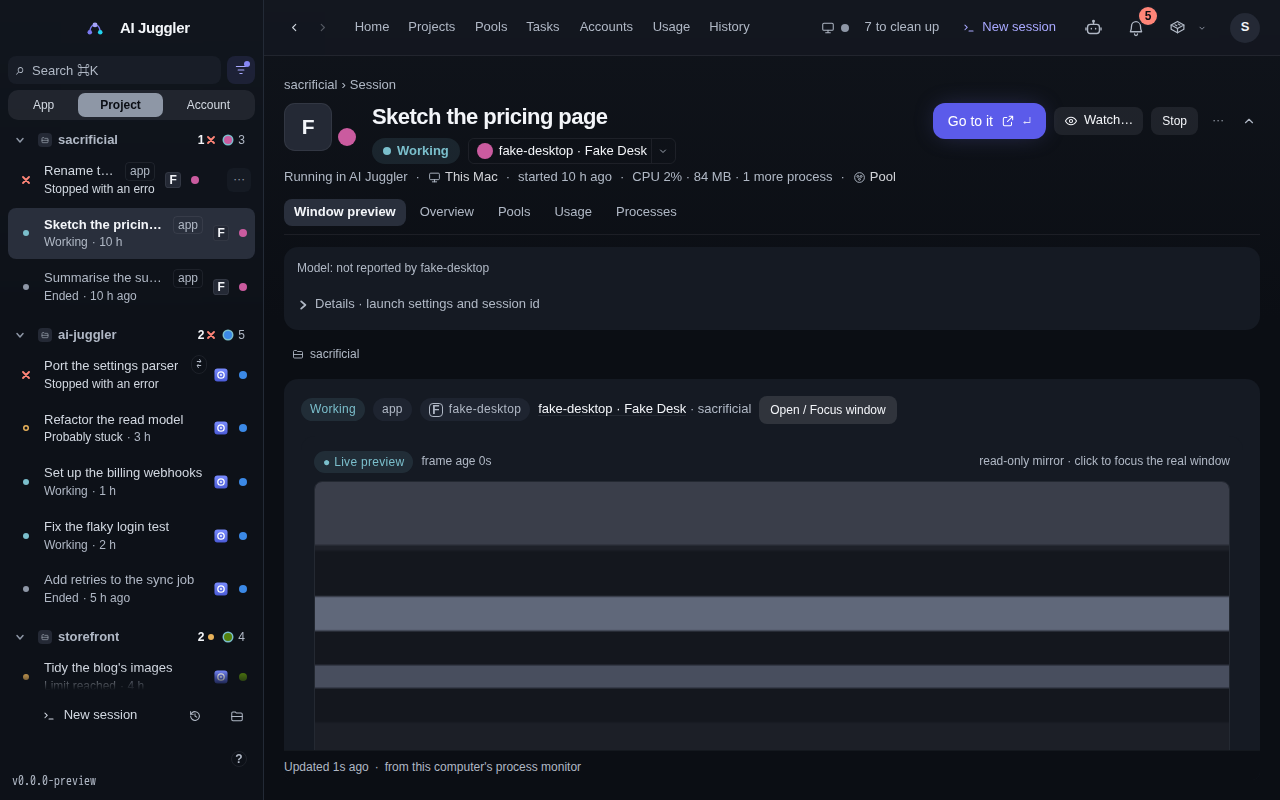 AI Juggler
Search ⌘K
App Project Account
sacrificial 1 3
Rename t… app F
Stopped with an erro
Sketch the pricin… app F
Working · 10 h
Summarise the su… app F
Ended · 10 h ago
ai-juggler 2 5
Port the settings parser
Stopped with an error
Refactor the read model
Probably stuck · 3 h
Set up the billing webhooks
Working · 1 h
Fix the flaky login test
Working · 2 h
Add retries to the sync job
Ended · 5 h ago
storefront 2 4
Tidy the blog's images
Limit reached · 4 h
New session
?
v0.0.0-preview
Home Projects Pools Tasks Accounts Usage History 7 to clean up New session 5 S
sacrificial › Session
F
Sketch the pricing page
Working fake-desktop · Fake Desk
Go to it Watch… Stop
Running in AI Juggler · This Mac · started 10 h ago · CPU 2% · 84 MB · 1 more process · Pool
Window preview Overview Pools Usage Processes
Model: not reported by fake-desktop
Details · launch settings and session id
sacrificial
Working app F fake-desktop fake-desktop · Fake Desk · sacrificial Open / Focus window
Live preview frame age 0s read-only mirror · click to focus the real window
Updated 1s ago · from this computer's process monitor